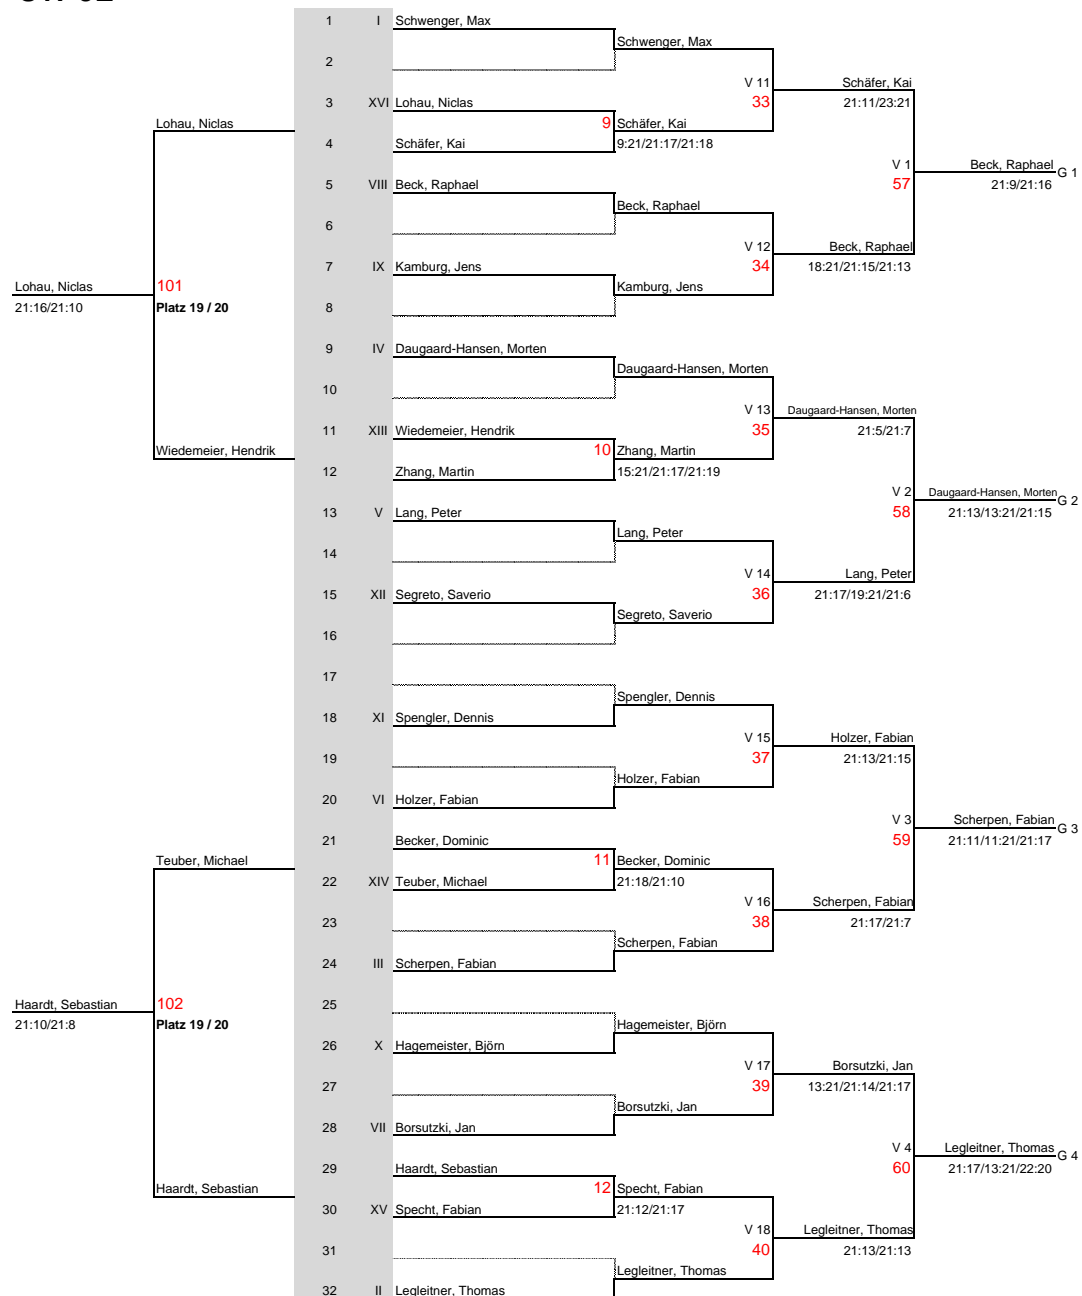 1 I Schwenger, Max
Schwenger, Max
2
V 11 Schäfer, Kai
3 XVI Lohau, Niclas 33 21:11/23:21
Lohau, Niclas 9 Schäfer, Kai
4 Schäfer, Kai 9:21/21:17/21:18
V 1 Beck, Raphael G 1
5 VIII Beck, Raphael 57 21:9/21:16
Beck, Raphael
6
V 12 Beck, Raphael
7 IX Kamburg, Jens 34 18:21/21:15/21:13
Lohau, Niclas 101 Kamburg, Jens
21:16/21:10 Platz 19 / 20 8
9 IV Daugaard-Hansen, Morten
Daugaard-Hansen, Morten
10
V 13 Daugaard-Hansen, Morten
11 XIII Wiedemeier, Hendrik 35 21:5/21:7
Wiedemeier, Hendrik 10 Zhang, Martin
12 Zhang, Martin 15:21/21:17/21:19
V 2 Daugaard-Hansen, Morten G 2
13 V Lang, Peter 58 21:13/13:21/21:15
Lang, Peter
14
V 14 Lang, Peter
15 XII Segreto, Saverio 36 21:17/19:21/21:6
Segreto, Saverio
16
17
Spengler, Dennis
18 XI Spengler, Dennis
V 15 Holzer, Fabian
19 37 21:13/21:15
Holzer, Fabian
20 VI Holzer, Fabian
V 3 Scherpen, Fabian G 3
21 Becker, Dominic 59 21:11/11:21/21:17
Teuber, Michael 11 Becker, Dominic
22 XIV Teuber, Michael 21:18/21:10
V 16 Scherpen, Fabian
23 38 21:17/21:7
Scherpen, Fabian
24 III Scherpen, Fabian
Haardt, Sebastian 102 25
21:10/21:8 Platz 19 / 20 Hagemeister, Björn
26 X Hagemeister, Björn
V 17 Borsutzki, Jan
27 39 13:21/21:14/21:17
Borsutzki, Jan
28 VII Borsutzki, Jan
V 4 Legleitner, Thomas G 4
29 Haardt, Sebastian 60 21:17/13:21/22:20
Haardt, Sebastian 12 Specht, Fabian
30 XV Specht, Fabian 21:12/21:17
V 18 Legleitner, Thomas
31 40 21:13/21:13
Legleitner, Thomas
32 II Legleitner, Thomas